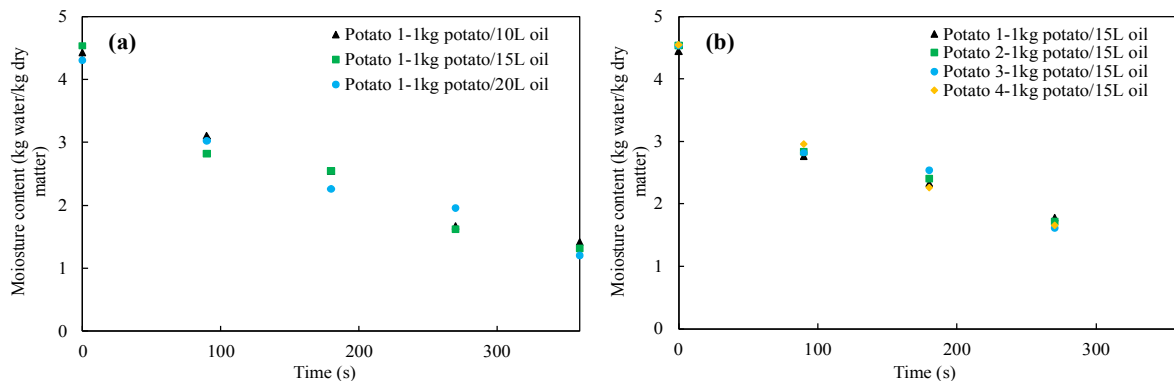 (a)
Potato 1-1kg potato/10L oil
Potato 1-1kg potato/15L oil
Potato 1-1kg potato/20L oil
Moiosture content (kg water/kg dry
matter)
5
4
3
2
1
0
0
100
200
300
Time (s)
(b)
Potato 1-1kg potato/15L oil
Potato 2-1kg potato/15L oil
Potato 3-1kg potato/15L oil
Potato 4-1kg potato/15L oil
Moiosture content (kg water/kg dry
matter)
5
4
3
2
1
0
0
100
200
300
Time (s)